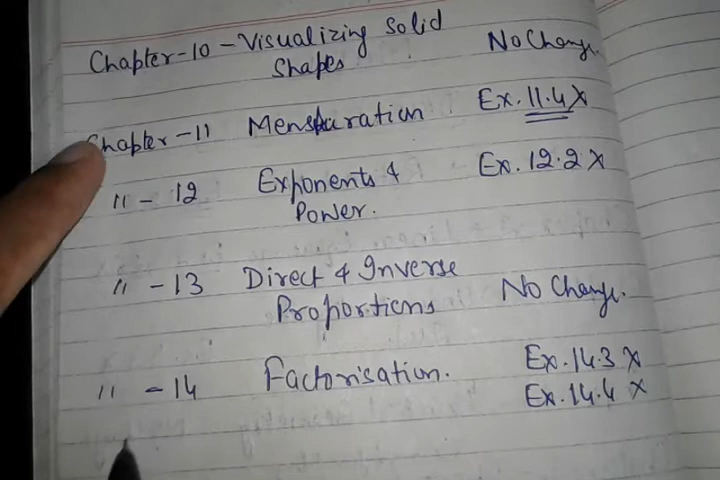 Chapter-10 - Visualizing Solid Shapes No Change.
Chapter-11 Mensuration Ex. 11.4 X
" - 12 Exponents & Power. Ex. 12.2 X
" - 13 Direct & Inverse Proportions No Change.
" - 14 Factorisation. Ex. 14.3 X
Ex. 14.4 X